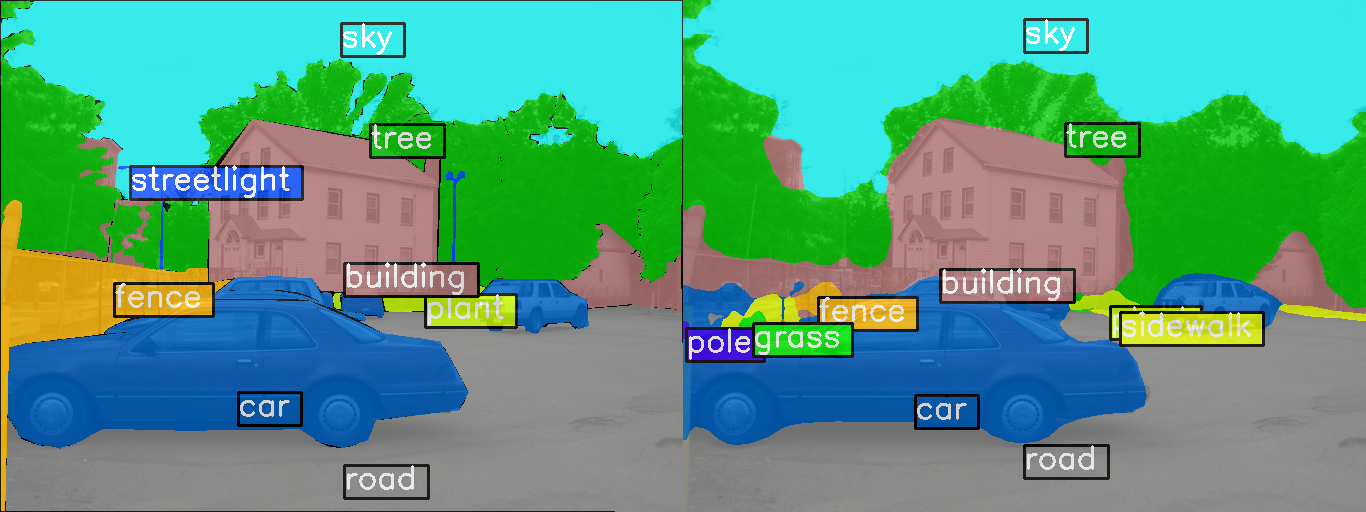 sky
tree
streetlight
building
fence
plant
car
road
sky
tree
building
fence
sidewalk
pole
grass
car
road